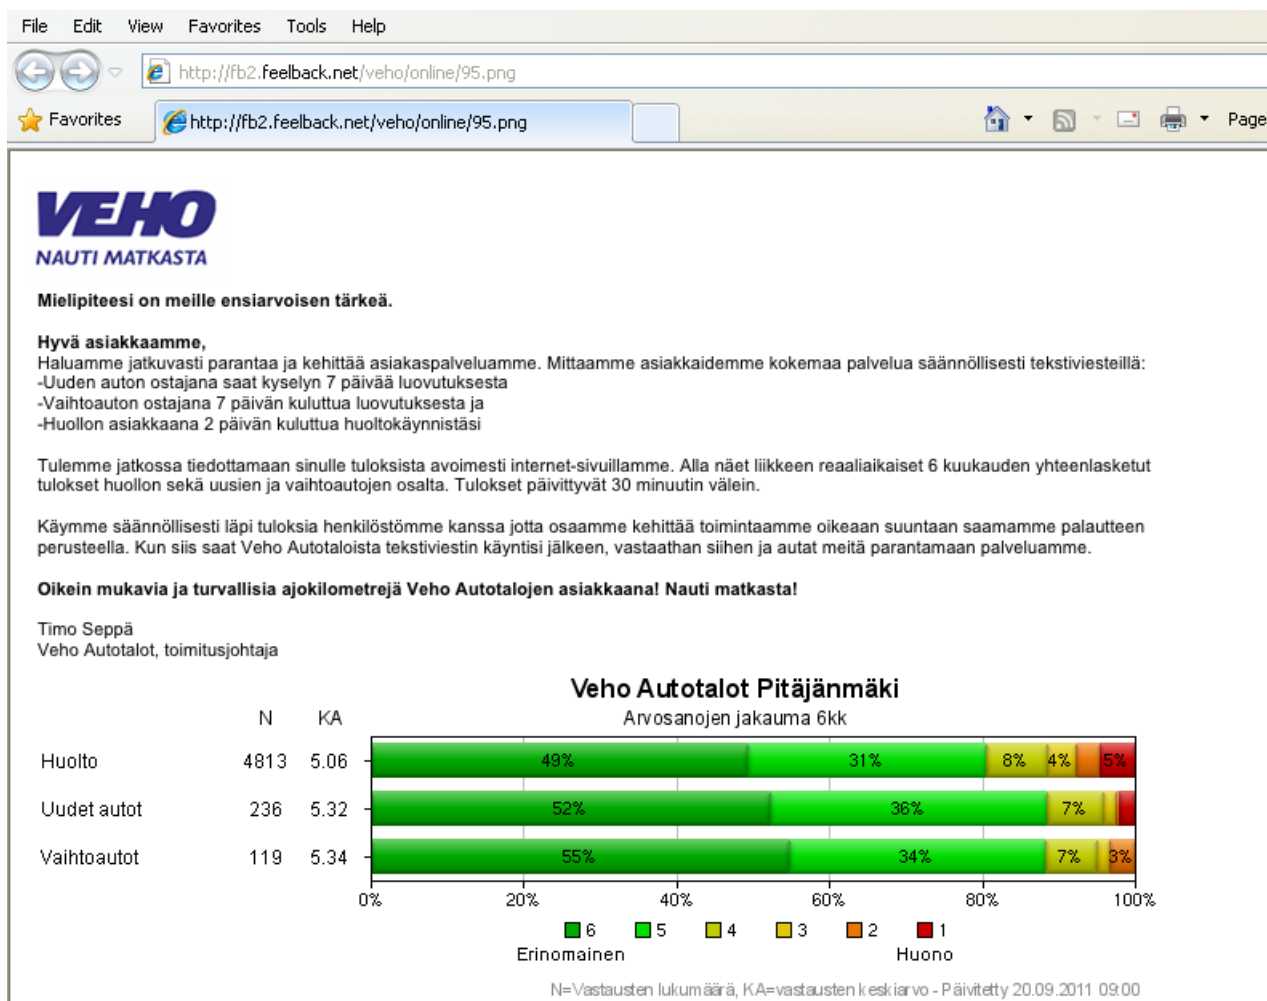 File Edit View Favorites Tools Help
http://fb2.feelback.net/veho/online/95.png
Favorites http://fb2.feelback.net/veho/online/95.png Page
VEHO
NAUTI MATKASTA
Mielipiteesi on meille ensiarvoisen tärkeä.
Hyvä asiakkaamme,
Haluamme jatkuvasti parantaa ja kehittää asiakaspalveluamme. Mittaamme asiakkaidemme kokemaa palvelua säännöllisesti tekstiviesteillä:
-Uuden auton ostajana saat kyselyn 7 päivää luovutuksesta
-Vaihtoauton ostajana 7 päivän kuluttua luovutuksesta ja
-Huollon asiakkaana 2 päivän kuluttua huoltokäynnistäsi
Tulemme jatkossa tiedottamaan sinulle tuloksista avoimesti internet-sivuillamme. Alla näet liikkeen reaaliaikaiset 6 kuukauden yhteenlasketut
tulokset huollon sekä uusien ja vaihtoautojen osalta. Tulokset päivittyvät 30 minuutin välein.
Käymme säännöllisesti läpi tuloksia henkilöstömme kanssa jotta osaamme kehittää toimintaamme oikeaan suuntaan saamamme palautteen
perusteella. Kun siis saat Veho Autotaloista tekstiviestin käyntisi jälkeen, vastaathan siihen ja autat meitä parantamaan palveluamme.
Oikein mukavia ja turvallisia ajokilometrejä Veho Autotalojen asiakkaana! Nauti matkasta!
Timo Seppä
Veho Autotalot, toimitusjohtaja
Veho Autotalot Pitäjänmäki
N KA Arvosanojen jakauma 6kk
Huolto 4813 5.06 49% 31% 8% 4% 5%
Uudet autot 236 5.32 52% 36% 7%
Vaihtoautot 119 5.34 55% 34% 7% 3%
0% 20% 40% 60% 80% 100%
6 5 4 3 2 1
Erinomainen Huono
N=Vastausten lukumäärä, KA=vastausten keskiarvo - Päivitetty 20.09.2011 09:00